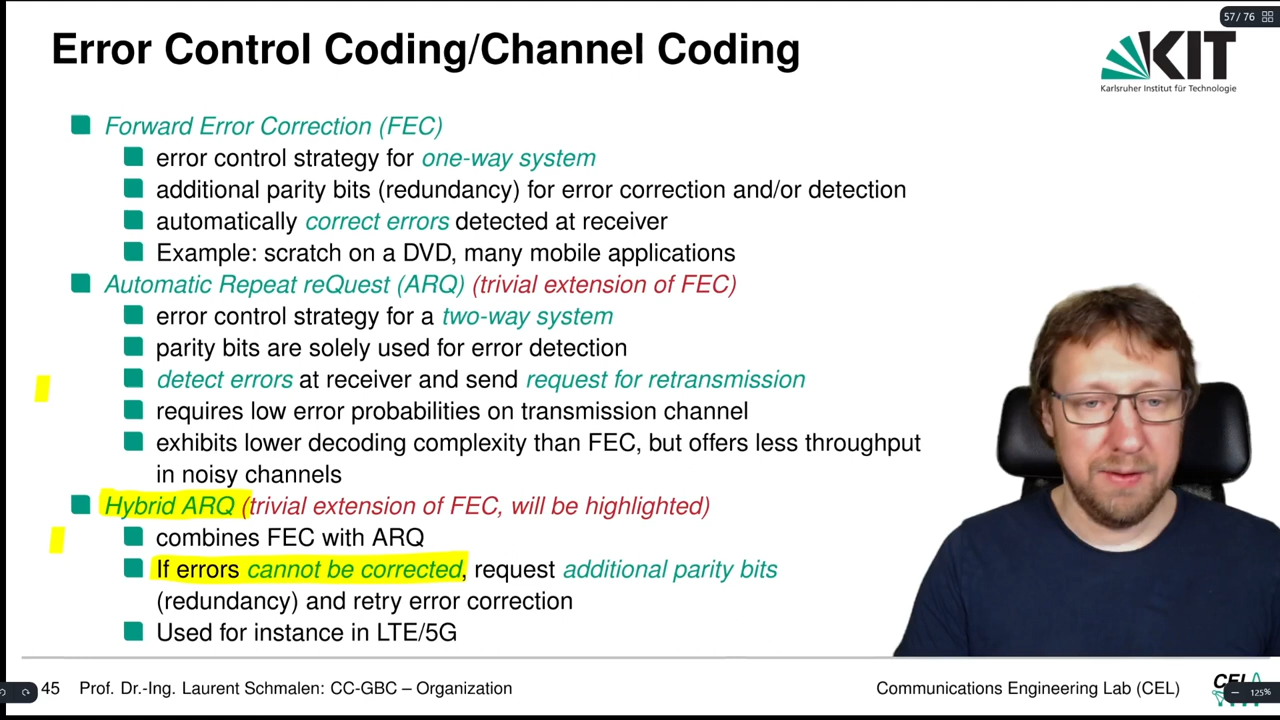 57 / 76
Error Control Coding/Channel Coding
KIT
Karlsruher Institut für Technologie
Forward Error Correction (FEC)
error control strategy for one-way system
additional parity bits (redundancy) for error correction and/or detection
automatically correct errors detected at receiver
Example: scratch on a DVD, many mobile applications
Automatic Repeat reQuest (ARQ) (trivial extension of FEC)
error control strategy for a two-way system
parity bits are solely used for error detection
detect errors at receiver and send request for retransmission
requires low error probabilities on transmission channel
exhibits lower decoding complexity than FEC, but offers less throughput
in noisy channels
Hybrid ARQ (trivial extension of FEC, will be highlighted)
combines FEC with ARQ
If errors cannot be corrected, request additional parity bits
(redundancy) and retry error correction
Used for instance in LTE/5G
45 Prof. Dr.-Ing. Laurent Schmalen: CC-GBC – Organization
Communications Engineering Lab (CEL)
CEL
125%